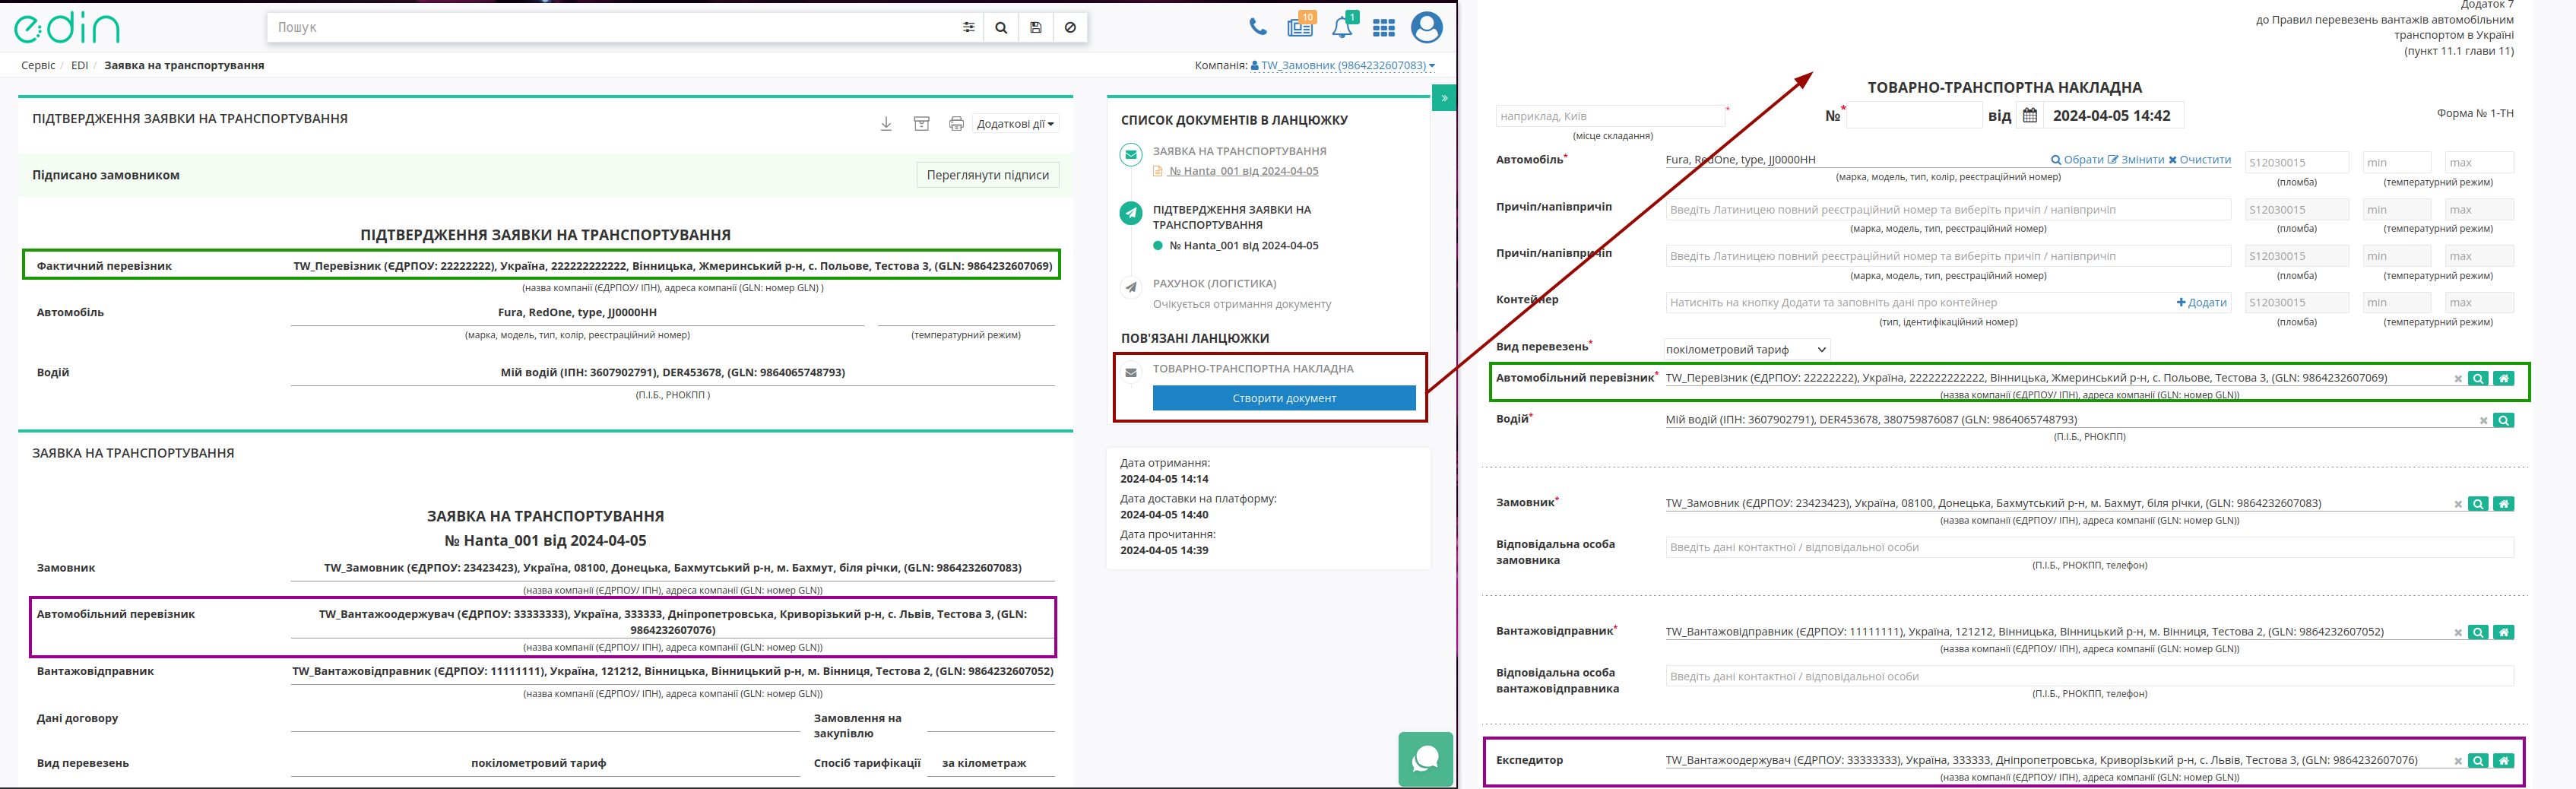 edin
Пошук
10
1
Сервіс / EDI / Заявка на транспортування
Компанія: TW_Замовник (9864232607083)
ПІДТВЕРДЖЕННЯ ЗАЯВКИ НА ТРАНСПОРТУВАННЯ
Додаткові дії
Підписано замовником
Переглянути підписи
ПІДТВЕРДЖЕННЯ ЗАЯВКИ НА ТРАНСПОРТУВАННЯ
Фактичний перевізник TW_Перевізник (ЄДРПОУ: 22222222), Україна, 222222222222, Вінницька, Жмеринський р-н, с. Польове, Тестова 3, (GLN: 9864232607069)
(назва компанії (ЄДРПОУ/ ІПН), адреса компанії (GLN: номер GLN) )
Автомобіль Fura, RedOne, type, JJ0000HH
(марка, модель, тип, колір, реєстраційний номер) (температурний режим)
Водій Мій водій (ІПН: 3607902791), DER453678, (GLN: 9864065748793)
(П.І.Б., РНОКПП )
ЗАЯВКА НА ТРАНСПОРТУВАННЯ
ЗАЯВКА НА ТРАНСПОРТУВАННЯ
№ Hanta_001 від 2024-04-05
Замовник TW_Замовник (ЄДРПОУ: 23423423), Україна, 08100, Донецька, Бахмутський р-н, м. Бахмут, біля річки, (GLN: 9864232607083)
(назва компанії (ЄДРПОУ/ ІПН), адреса компанії (GLN: номер GLN))
Автомобільний перевізник TW_Вантажоодержувач (ЄДРПОУ: 33333333), Україна, 333333, Дніпропетровська, Криворізький р-н, с. Львів, Тестова 3, (GLN:
9864232607076)
(назва компанії (ЄДРПОУ/ ІПН), адреса компанії (GLN: номер GLN))
Вантажовідправник TW_Вантажовідправник (ЄДРПОУ: 11111111), Україна, 121212, Вінницька, Вінницький р-н, м. Вінниця, Тестова 2, (GLN: 9864232607052)
(назва компанії (ЄДРПОУ/ ІПН), адреса компанії (GLN: номер GLN))
Дані договору Замовлення на
закупівлю
Вид перевезень покілометровий тариф Спосіб тарифікації за кілометраж
»
СПИСОК ДОКУМЕНТІВ В ЛАНЦЮЖКУ
ЗАЯВКА НА ТРАНСПОРТУВАННЯ
№ Hanta_001 від 2024-04-05
ПІДТВЕРДЖЕННЯ ЗАЯВКИ НА
ТРАНСПОРТУВАННЯ
№ Hanta_001 від 2024-04-05
РАХУНОК (ЛОГІСТИКА)
Очікується отримання документу
ПОВ'ЯЗАНІ ЛАНЦЮЖКИ
ТОВАРНО-ТРАНСПОРТНА НАКЛАДНА
Створити документ
Дата отримання:
2024-04-05 14:14
Дата доставки на платформу:
2024-04-05 14:40
Дата прочитання:
2024-04-05 14:39
Додаток 7
до Правил перевезень вантажів автомобільним
транспортом в Україні
(пункт 11.1 глави 11)
ТОВАРНО-ТРАНСПОРТНА НАКЛАДНА
наприклад, Київ * № * від 2024-04-05 14:42 Форма № 1-ТН
(місце складання)
Автомобіль* Fura, RedOne, type, JJ0000HH Обрати Змінити Очистити S12030015 min max
(марка, модель, тип, колір, реєстраційний номер) (пломба) (температурний режим)
Причіп/напівпричіп Введіть Латиницею повний реєстраційний номер та виберіть причіп / напівпричіп S12030015 min max
(марка, модель, тип, реєстраційний номер) (пломба) (температурний режим)
Причіп/напівпричіп Введіть Латиницею повний реєстраційний номер та виберіть причіп / напівпричіп S12030015 min max
(марка, модель, тип, реєстраційний номер) (пломба) (температурний режим)
Контейнер Натисніть на кнопку Додати та заповніть дані про контейнер Додати S12030015 min max
(тип, ідентифікаційний номер) (пломба) (температурний режим)
Вид перевезень* покілометровий тариф
Автомобільний перевізник* TW_Перевізник (ЄДРПОУ: 22222222), Україна, 222222222222, Вінницька, Жмеринський р-н, с. Польове, Тестова 3, (GLN: 9864232607069)
(назва компанії (ЄДРПОУ/ ІПН), адреса компанії (GLN: номер GLN))
Водій* Мій водій (ІПН: 3607902791), DER453678, 380759876087 (GLN: 9864065748793)
(П.І.Б., РНОКПП)
Замовник* TW_Замовник (ЄДРПОУ: 23423423), Україна, 08100, Донецька, Бахмутський р-н, м. Бахмут, біля річки, (GLN: 9864232607083)
(назва компанії (ЄДРПОУ/ ІПН), адреса компанії (GLN: номер GLN))
Відповідальна особа
замовника Введіть дані контактної / відповідальної особи
(П.І.Б., РНОКПП, телефон)
Вантажовідправник* TW_Вантажовідправник (ЄДРПОУ: 11111111), Україна, 121212, Вінницька, Вінницький р-н, м. Вінниця, Тестова 2, (GLN: 9864232607052)
(назва компанії (ЄДРПОУ/ ІПН), адреса компанії (GLN: номер GLN))
Відповідальна особа
вантажовідправника Введіть дані контактної / відповідальної особи
(П.І.Б., РНОКПП, телефон)
Експедитор TW_Вантажоодержувач (ЄДРПОУ: 33333333), Україна, 333333, Дніпропетровська, Криворізький р-н, с. Львів, Тестова 3, (GLN: 9864232607076)
(назва компанії (ЄДРПОУ/ ІПН), адреса компанії (GLN: номер GLN))